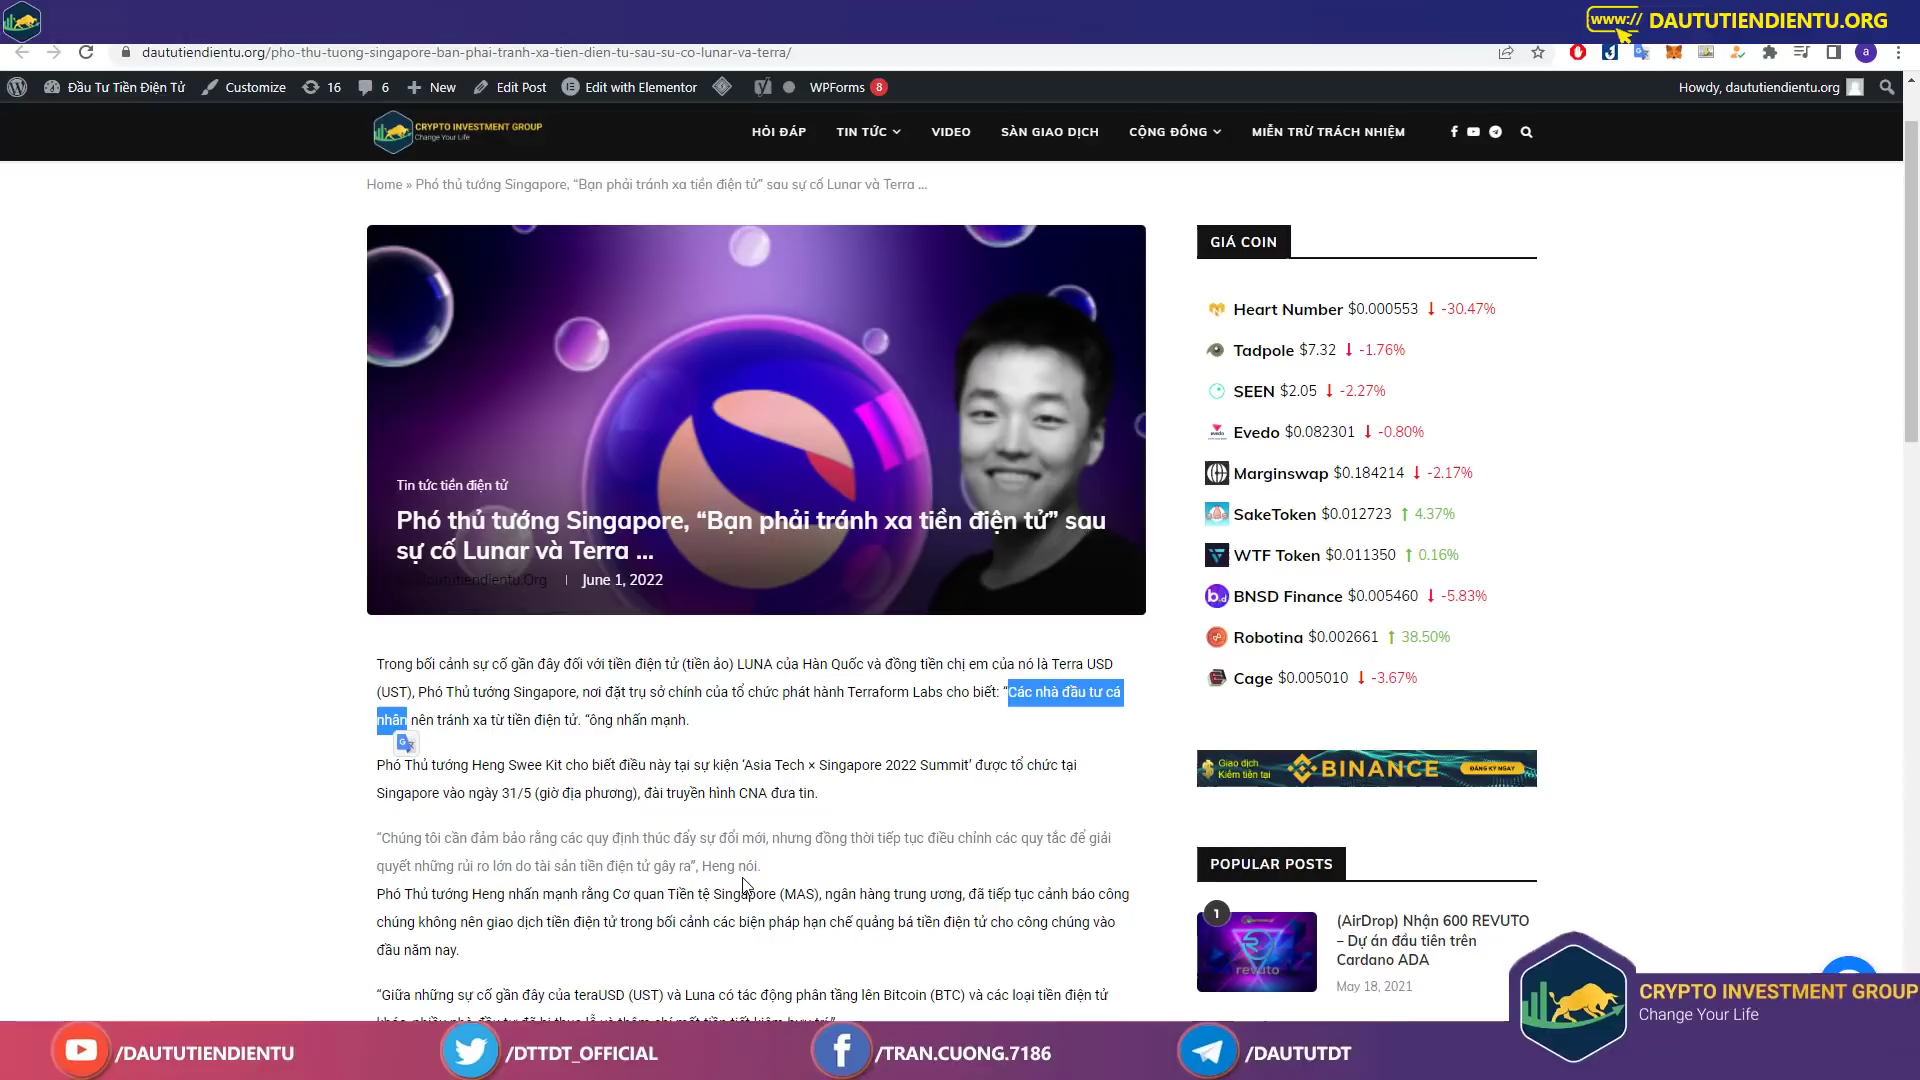 www:// DAUTUTIENDIENTU.ORG
dautudientu.org/pho-thu-tuong-singapore-ban-phai-tranh-xa-tien-dien-tu-sau-su-co-lunar-va-terra/
Đầu Tư Tiền Điện Tử Customize 16 6 New Edit Post Edit with Elementor WPForms 8 Howdy, dautudientu.org
CRYPTO INVESTMENT GROUP
Change Your Life
HỎI ĐÁP TIN TỨC VIDEO SÀN GIAO DỊCH CỘNG ĐỒNG MIỄN TRỪ TRÁCH NHIỆM
Home » Phó thủ tướng Singapore, “Bạn phải tránh xa tiền điện tử” sau sự cố Lunar và Terra ...
Tin tức tiền điện tử
Phó thủ tướng Singapore, “Bạn phải tránh xa tiền điện tử” sau
sự cố Lunar và Terra ...
Dautudientu.Org June 1, 2022
Trong bối cảnh sự cố gần đây đối với tiền điện tử (tiền ảo) LUNA của Hàn Quốc và đồng tiền chị em của nó là Terra USD
(UST), Phó Thủ tướng Singapore, nơi đặt trụ sở chính của tổ chức phát hành Terraform Labs cho biết: “Các nhà đầu tư cá
nhân nên tránh xa từ tiền điện tử. “ông nhấn mạnh.
Phó Thủ tướng Heng Swee Kit cho biết điều này tại sự kiện ‘Asia Tech × Singapore 2022 Summit’ được tổ chức tại
Singapore vào ngày 31/5 (giờ địa phương), đài truyền hình CNA đưa tin.
“Chúng tôi cần đảm bảo rằng các quy định thúc đẩy sự đổi mới, nhưng đồng thời tiếp tục điều chỉnh các quy tắc để giải
quyết những rủi ro lớn do tài sản tiền điện tử gây ra”, Heng nói.
Phó Thủ tướng Heng nhấn mạnh rằng Cơ quan Tiền tệ Singapore (MAS), ngân hàng trung ương, đã tiếp tục cảnh báo công
chúng không nên giao dịch tiền điện tử trong bối cảnh các biện pháp hạn chế quảng bá tiền điện tử cho công chúng vào
đầu năm nay.
“Giữa những sự cố gần đây của teraUSD (UST) và Luna có tác động phân tầng lên Bitcoin (BTC) và các loại tiền điện tử
GIÁ COIN
Heart Number $0.000553 -30.47%
Tadpole $7.32 -1.76%
SEEN $2.05 -2.27%
Evedo $0.082301 -0.80%
Marginswap $0.184214 -2.17%
SakeToken $0.012723 4.37%
WTF Token $0.011350 0.16%
BNSD Finance $0.005460 -5.83%
Robotina $0.002661 38.50%
Cage $0.005010 -3.67%
Giao dịch
Kiếm tiền tại
BINANCE
ĐĂNG KÝ NGAY
POPULAR POSTS
1
revuto
(AirDrop) Nhận 600 REVUTO
– Dự án đầu tiên trên
Cardano ADA
May 18, 2021
CRYPTO INVESTMENT GROUP
Change Your Life
/DAUTUTIENDIENTU /DTTDT_OFFICIAL /TRAN.CUONG.7186 /DAUTUTDT